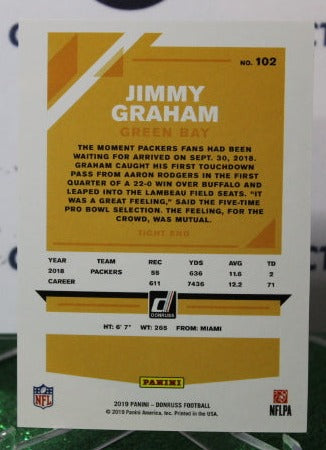 NO. 102
JIMMY
GRAHAM
GREEN BAY
THE MOMENT PACKERS FANS HAD BEEN
WAITING FOR ARRIVED ON SEPT. 30, 2018.
GRAHAM CAUGHT HIS FIRST TOUCHDOWN
PASS FROM AARON RODGERS IN THE FIRST
QUARTER OF A 22-0 WIN OVER BUFFALO AND
LEAPED INTO THE LAMBEAU FIELD SEATS. "IT
WAS A GREAT FEELING," SAID THE FIVE-TIME
PRO BOWL SELECTION. THE FEELING, FOR THE
CROWD, WAS MUTUAL.
TIGHT END
YEAR TEAM REC YDS AVG TD
2018 PACKERS 55 636 11.6 2
CAREER 611 7436 12.2 71
DONRUSS
HT: 6' 7" WT: 265 FROM: MIAMI
PANINI
NFL
NFLPA
2019 PANINI - DONRUSS FOOTBALL
© 2019 Panini America, Inc. Printed in the USA.